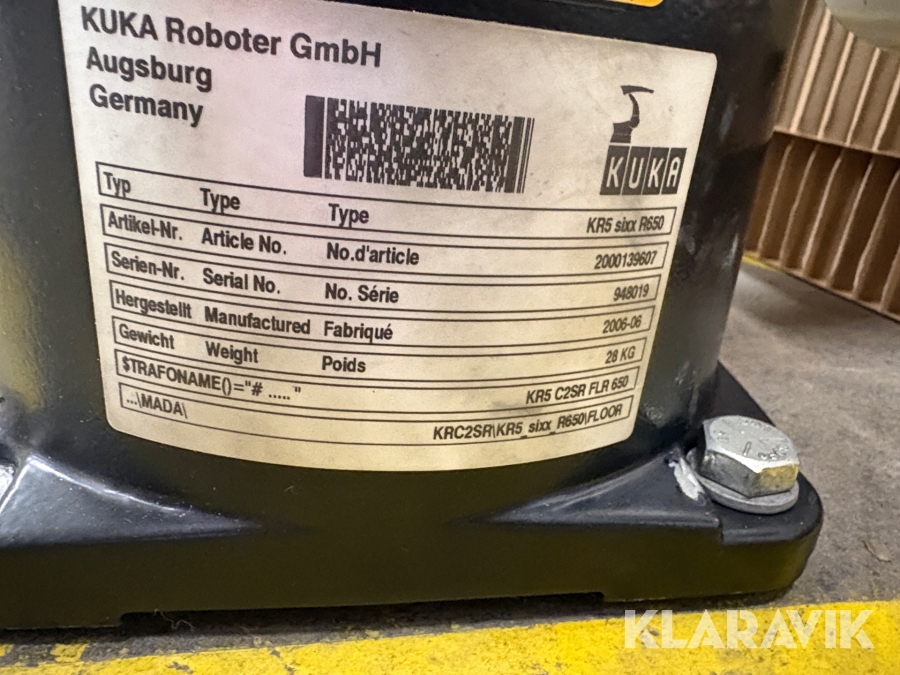 KUKA Roboter GmbH
Augsburg
Germany
KUKA
Typ Type Type KR5 sixx R650
Artikel-Nr. Article No. No.d'article 2000139607
Serien-Nr. Serial No. No. Série 948019
Hergestellt Manufactured Fabriqué 2006-06
Gewicht Weight Poids 28 KG
$TRAFONAME()="# ..... " KR5 C2SR FLR 650
...\MADA\ KRC2SR\KR5_sixx_R650\FLOOR
KLARAVIK